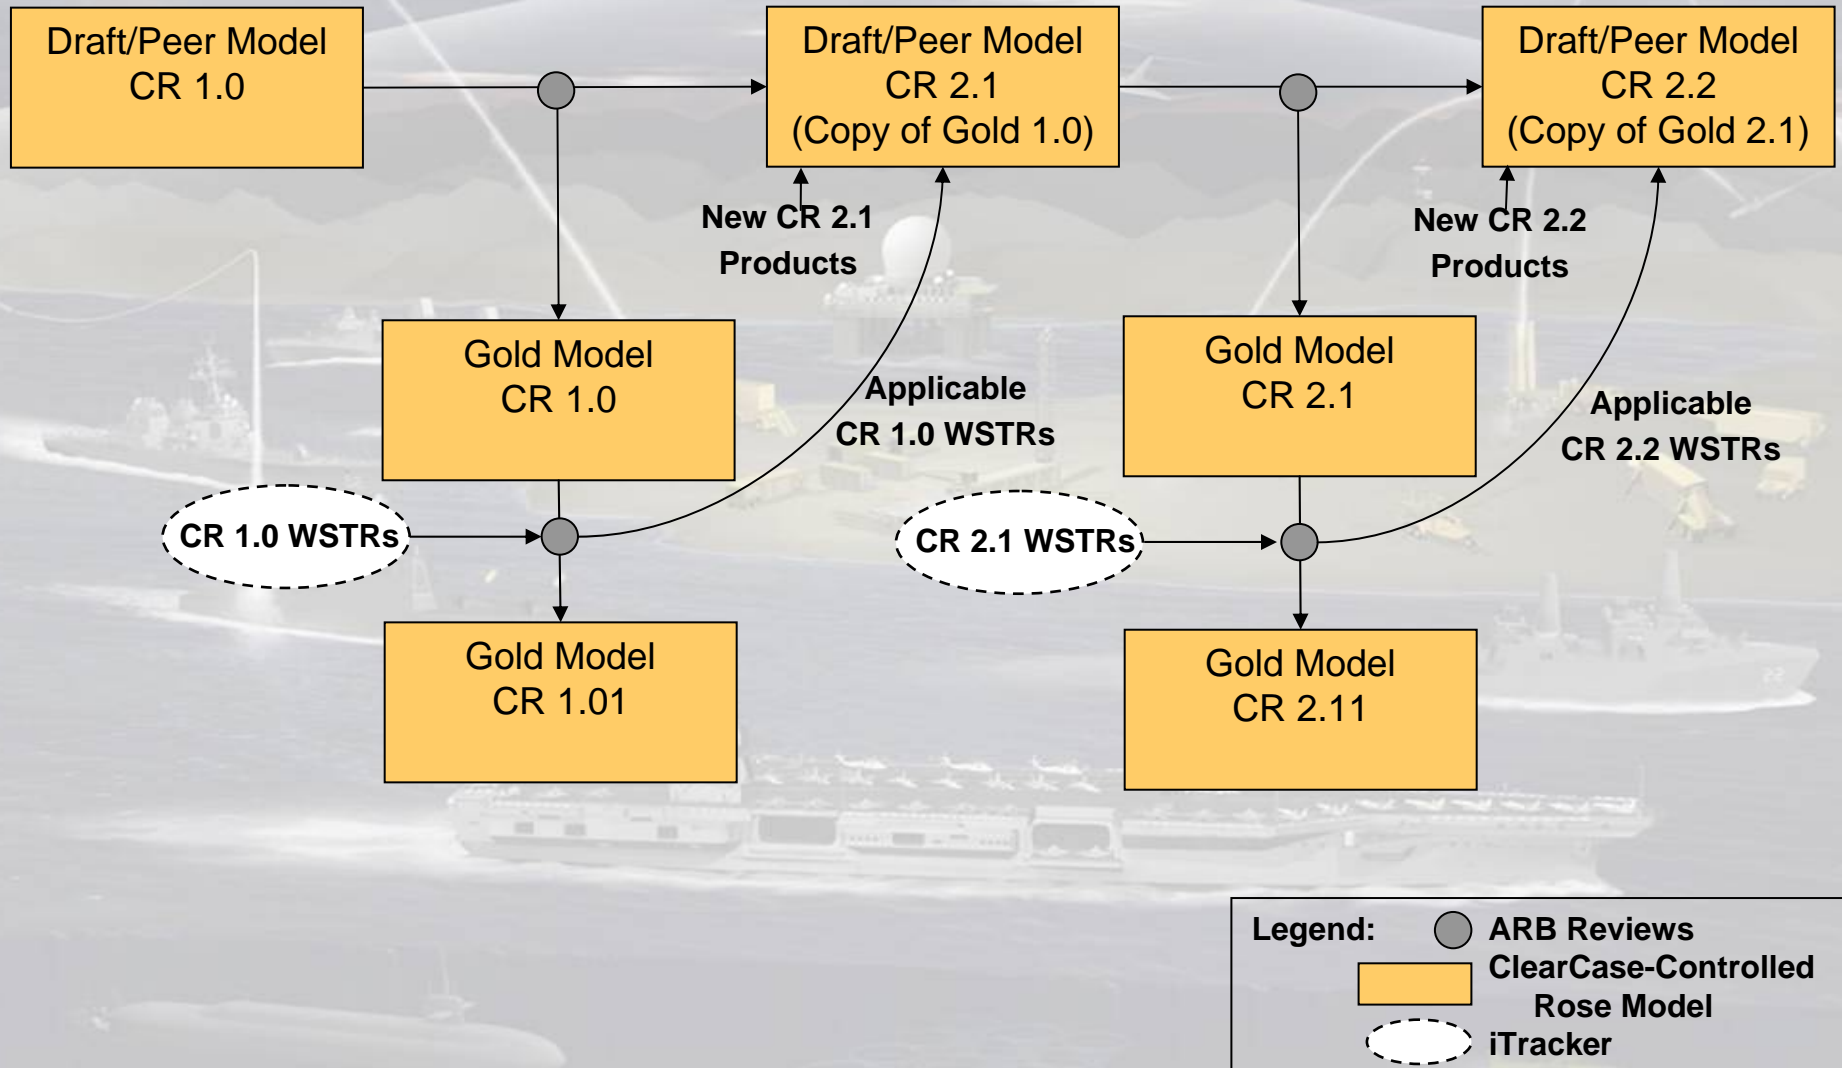 Draft/Peer Model
CR 1.0
Draft/Peer Model
CR 2.1
(Copy of Gold 1.0)
Draft/Peer Model
CR 2.2
(Copy of Gold 2.1)
New CR 2.1
Products
New CR 2.2
Products
Gold Model
CR 1.0
Applicable
CR 1.0 WSTRs
Gold Model
CR 2.1
Applicable
CR 2.2 WSTRs
CR 1.0 WSTRs
CR 2.1 WSTRs
Gold Model
CR 1.01
Gold Model
CR 2.11
22
Legend:
ARB Reviews
ClearCase-Controlled
Rose Model
iTracker